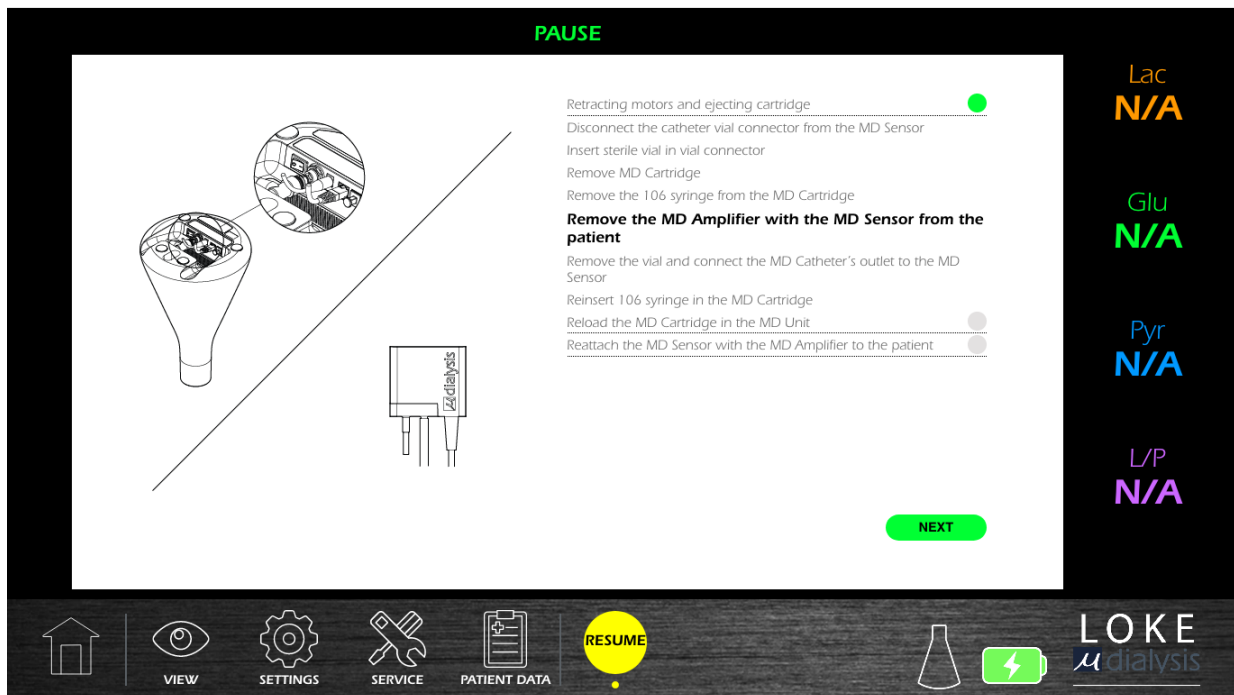 PAUSE
Retracting motors and ejecting cartridge
Disconnect the catheter vial connector from the MD Sensor
Insert sterile vial in vial connector
Remove MD Cartridge
Remove the 106 syringe from the MD Cartridge
Remove the MD Amplifier with the MD Sensor from the
patient
Remove the vial and connect the MD Catheter´s outlet to the MD
Sensor
Reinsert 106 syringe in the MD Cartridge
Reload the MD Cartridge in the MD Unit
Reattach the MD Sensor with the MD Amplifier to the patient
μdialysis
NEXT
Lac
N/A
Glu
N/A
Pyr
N/A
L/P
N/A
VIEW
SETTINGS
SERVICE
PATIENT DATA
RESUME
LOKE
μdialysis